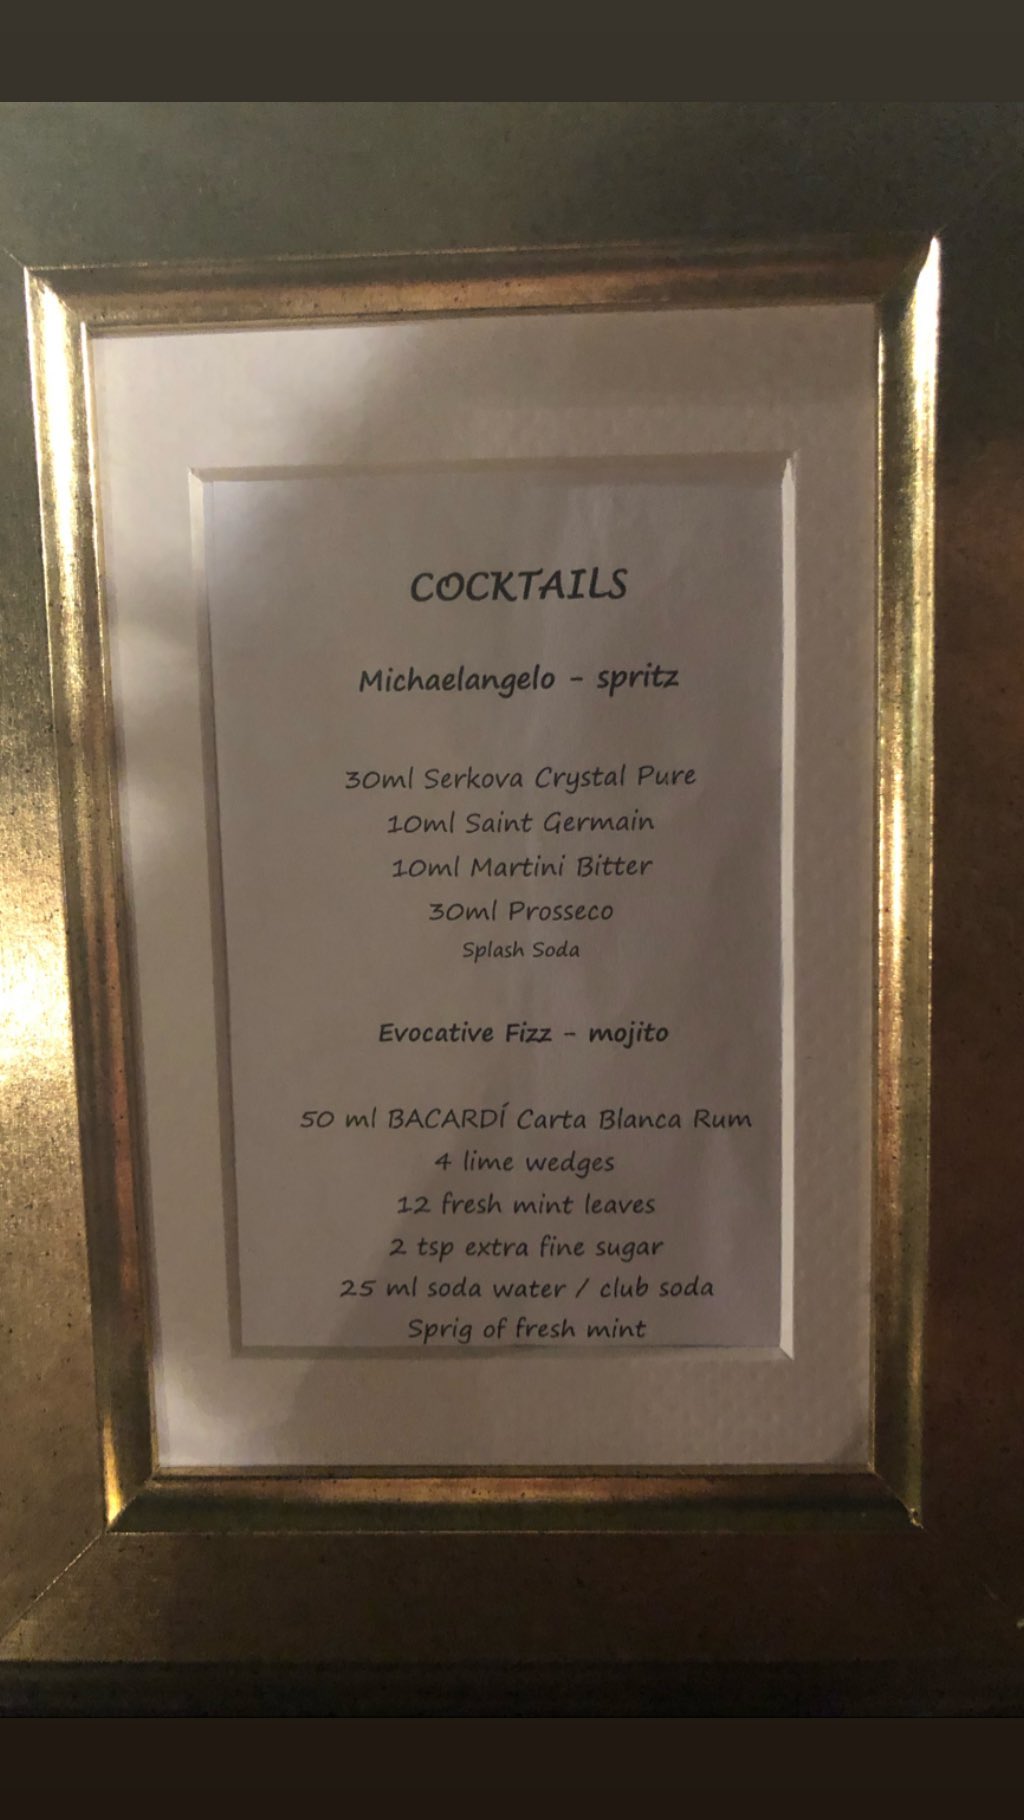 COCKTAILS
Michaelangelo - spritz
30ml Serkova Crystal Pure
10ml Saint Germain
10ml Martini Bitter
30ml Prosseco
Splash Soda
Evocative Fizz - mojito
50 ml BACARDÍ Carta Blanca Rum
4 lime wedges
12 fresh mint leaves
2 tsp extra fine sugar
25 ml soda water / club soda
Sprig of fresh mint